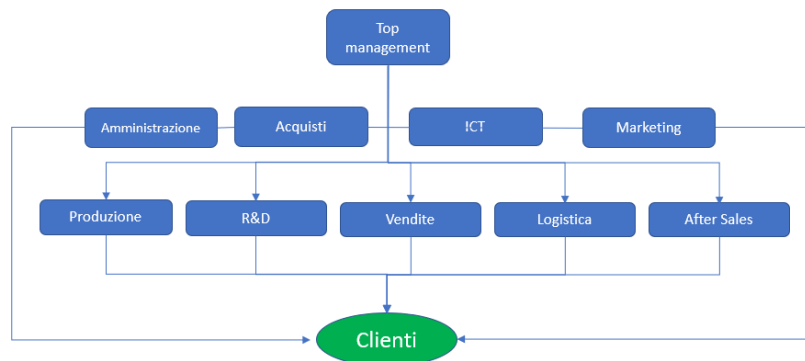 Top
management
Amministrazione
Acquisti
ICT
Marketing
Produzione
R&D
Vendite
Logistica
After Sales
Clienti